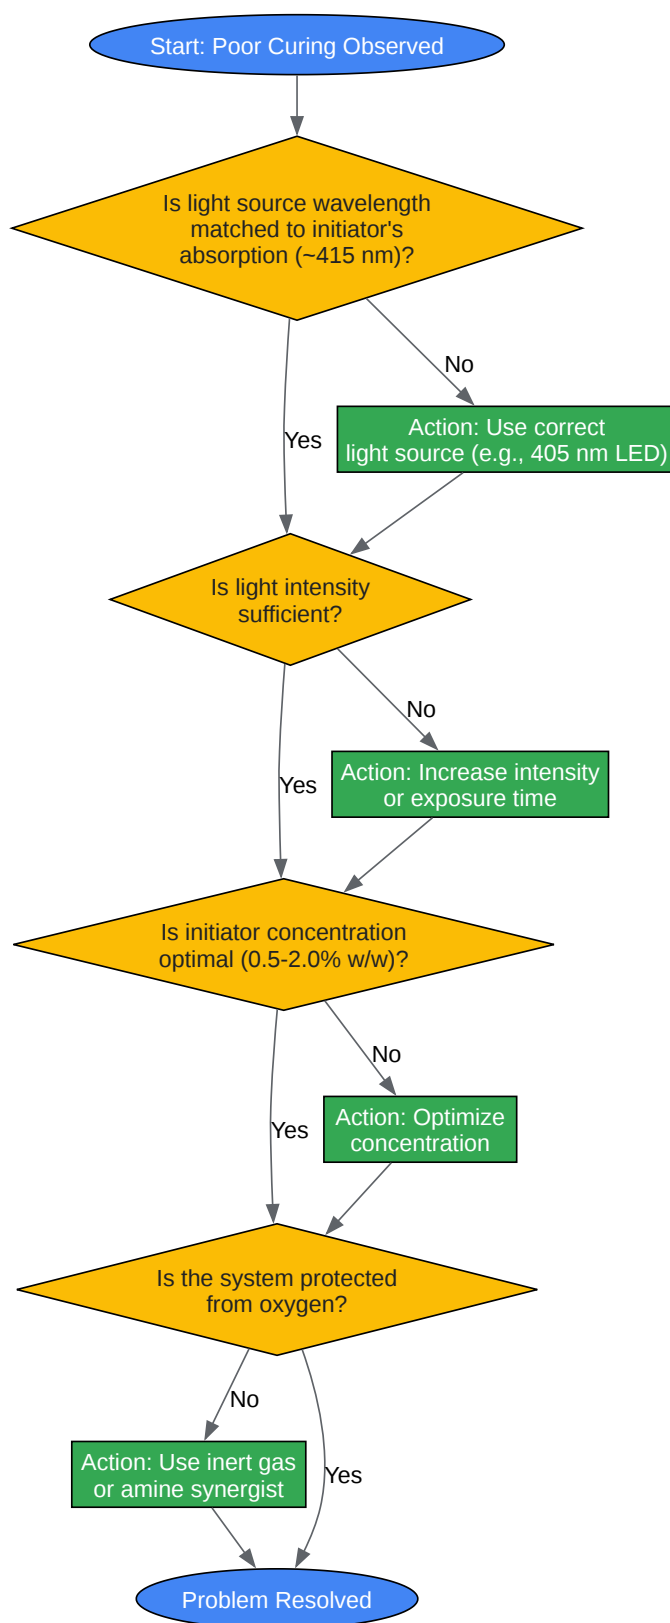 Start: Poor Curing Observed
Is light source wavelength
matched to initiator's
absorption (~415 nm)?
No
Action: Use correct
light source (e.g., 405 nm LED)
Yes
Is light intensity
sufficient?
No
Action: Increase intensity
or exposure time
Yes
Is initiator concentration
optimal (0.5-2.0% w/w)?
No
Action: Optimize
concentration
Yes
Is the system protected
from oxygen?
No
Action: Use inert gas
or amine synergist
Yes
Problem Resolved